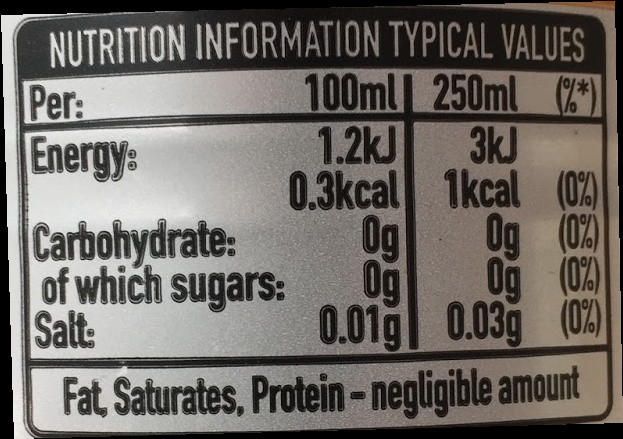 NUTRITION INFORMATION TYPICAL VALUES
Per: 100ml 250ml (%*)
Energy: 1.2kJ 3kJ
0.3kcal 1kcal (0%)
Carbohydrate: 0g 0g (0%)
of which sugars: 0g 0g (0%)
Salt: 0.01g 0.03g (0%)
Fat, Saturates, Protein - negligible amount